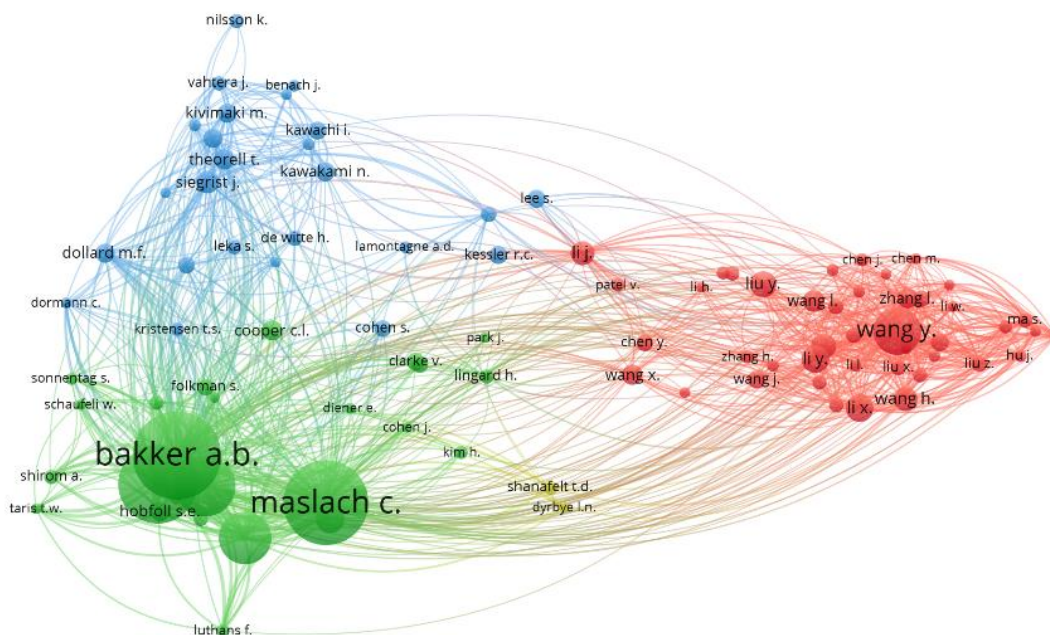 nilsson k.
vahtera j.
benach j.
kivimaki m.
kawachi i.
theorell t.
kawakami n.
siegrist j.
lee s.
dollard m.f.
leka s.
de witte h.
lamontagne a.d.
kessler r.c.
li j.
patel v.
li h.
liu y.
chen j.
chen m.
zhang l.
wang l.
li w.
dormann c.
kristensen t.s.
cooper c.l.
cohen s.
park j.
chen y.
wang y.
ma s.
sonnentag s.
folkman s.
clarke v.
lingard h.
wang x.
zhang h.
wang j.
li y.
li l.
liu x.
liu z.
hu j.
schaufeli w.
diener e.
cohen j.
li x.
wang h.
bakker a.b.
kim h.
shirom a.
maslach c.
shanafelt t.d.
taris t.w.
hobfoll s.e.
dyrbye l.n.
luthans f.